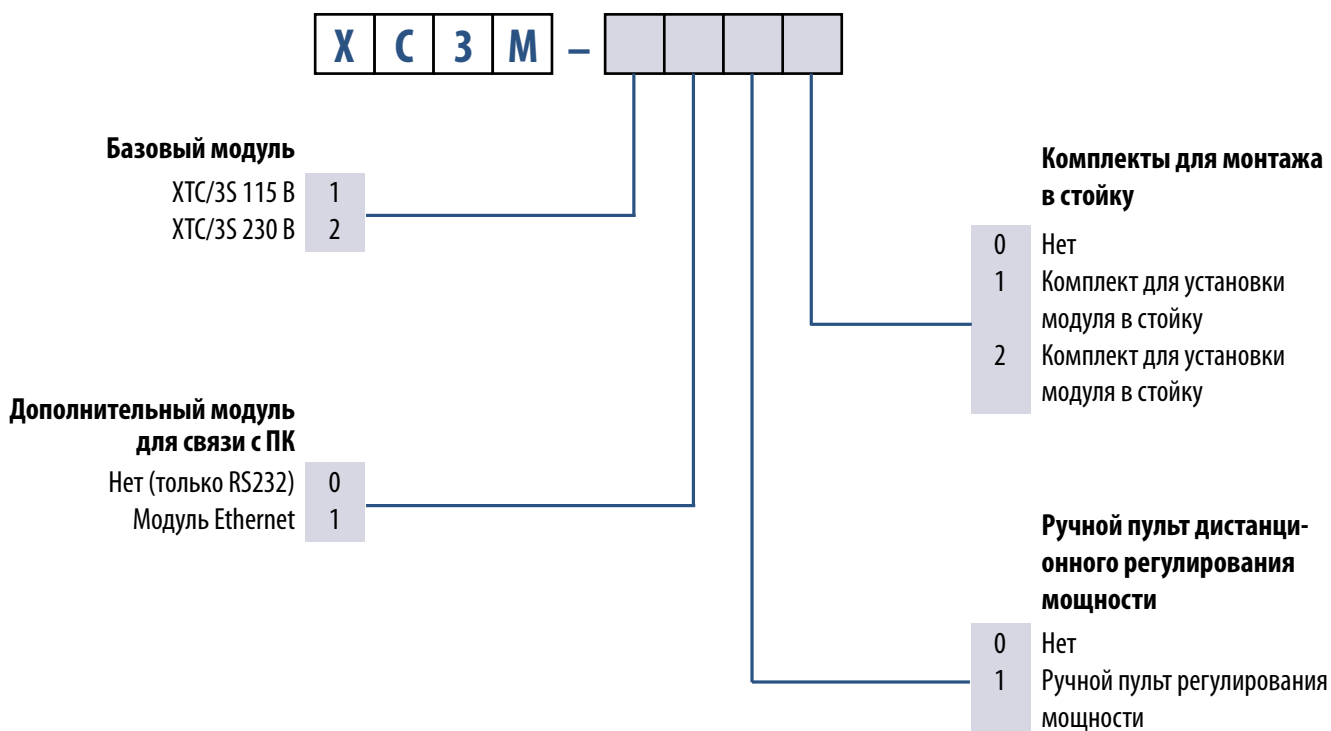 X C 3 M –
Базовый модуль
XTC/3S 115 В 1
XTC/3S 230 В 2
Дополнительный модуль
для связи с ПК
Нет (только RS232) 0
Модуль Ethernet 1
Комплекты для монтажа
в стойку
0 Нет
1 Комплект для установки
модуля в стойку
2 Комплект для установки
модуля в стойку
Ручной пульт дистанци-
онного регулирования
мощности
0 Нет
1 Ручной пульт регулирования
мощности